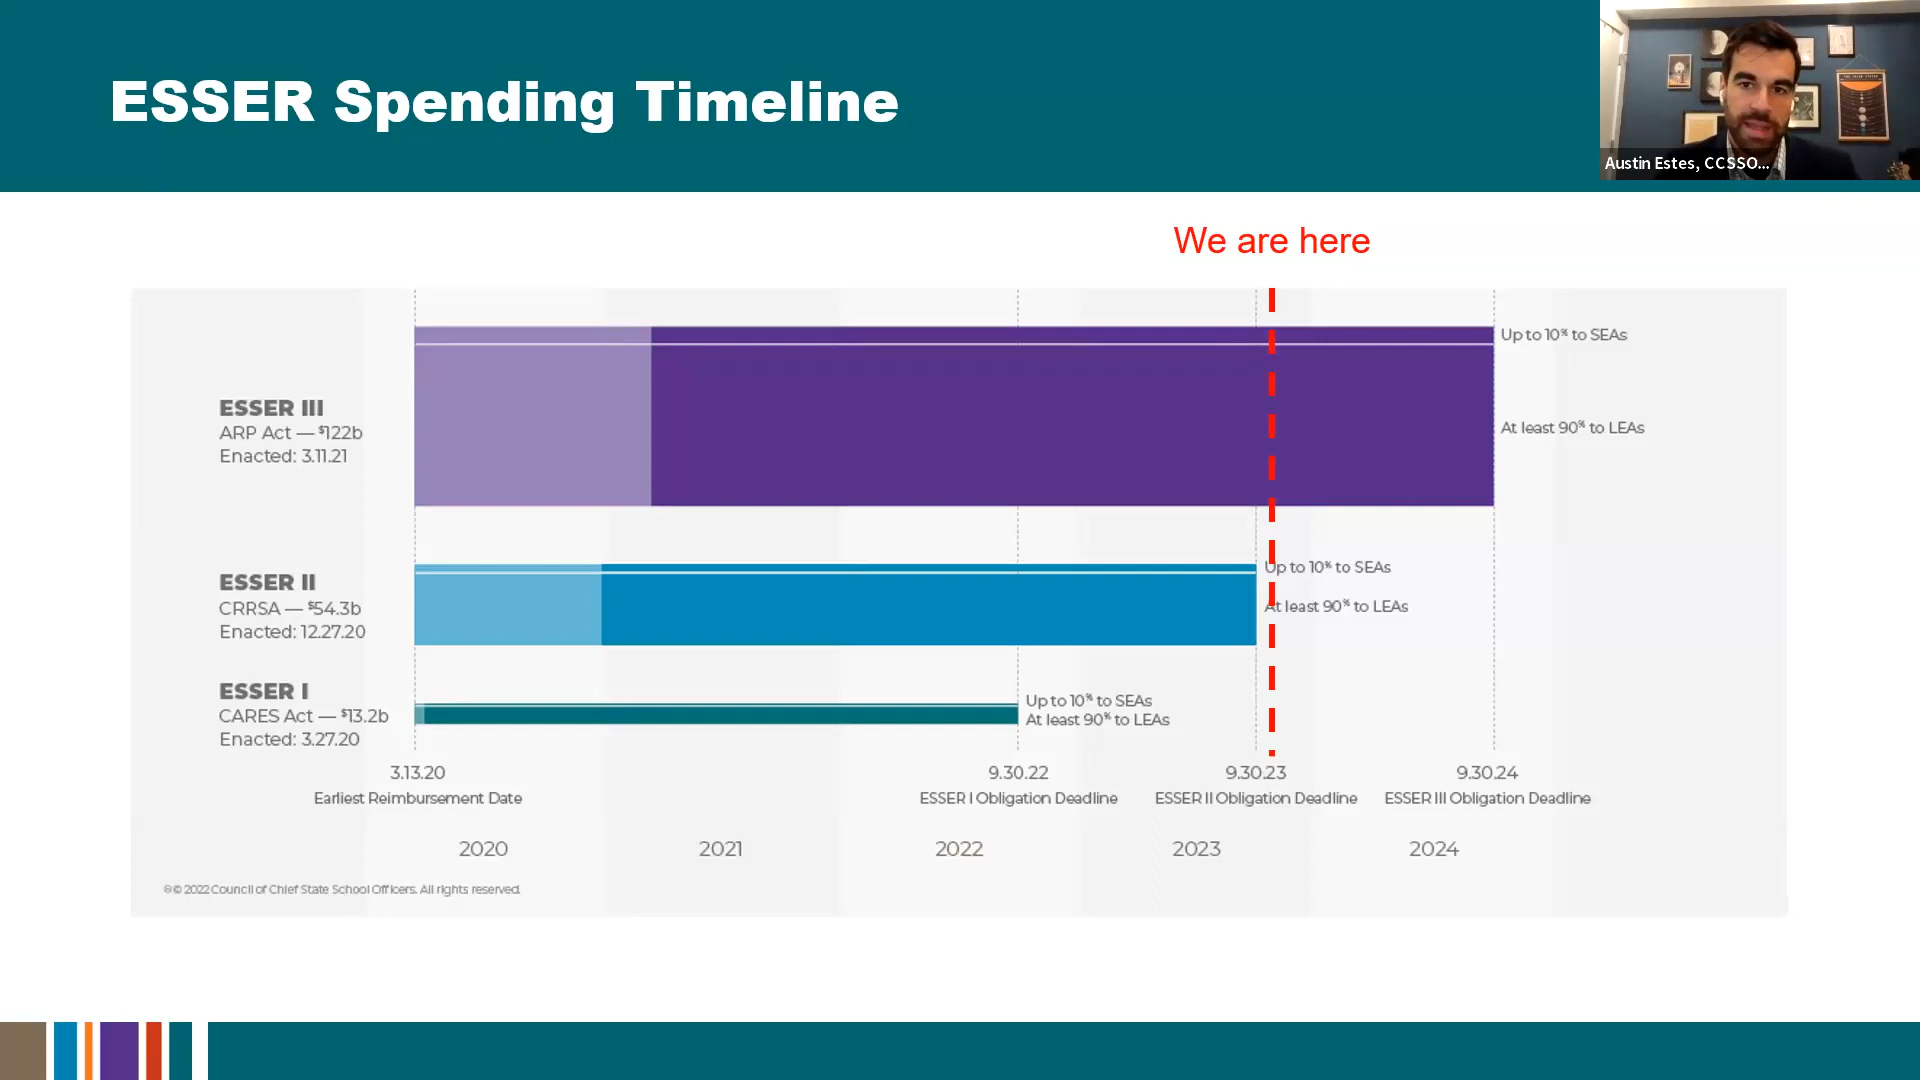 ESSER Spending Timeline
Austin Estes, CCSSO...
We are here
Up to 10% to SEAs
ESSER III
ARP Act — $122b
Enacted: 3.11.21
At least 90% to LEAs
Up to 10% to SEAs
ESSER II
CRRSA — $54.3b
Enacted: 12.27.20
At least 90% to LEAs
ESSER I
CARES Act — $13.2b
Enacted: 3.27.20
Up to 10% to SEAs
At least 90% to LEAs
3.13.20
Earliest Reimbursement Date
9.30.22
ESSER I Obligation Deadline
9.30.23
ESSER II Obligation Deadline
9.30.24
ESSER III Obligation Deadline
2020
2021
2022
2023
2024
© 2022 Council of Chief State School Officers. All rights reserved.